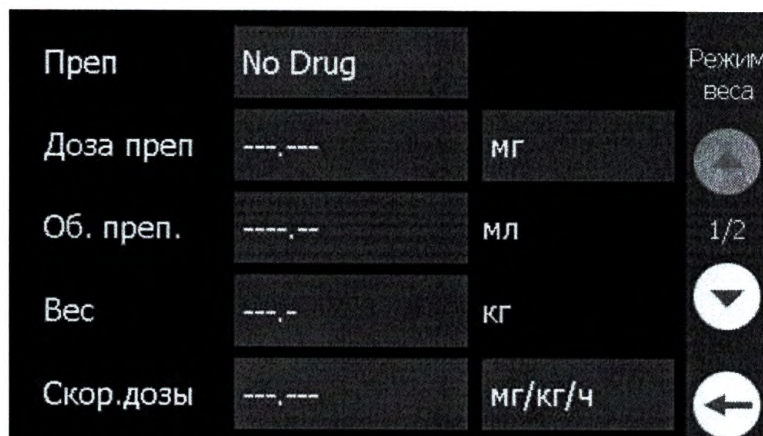 Преп No Drug
Режим
веса
Доза преп ---.--- мг
Об. преп. ----.-- мл
1/2
Вес ---.- кг
Скор.дозы ---.--- мг/кг/ч